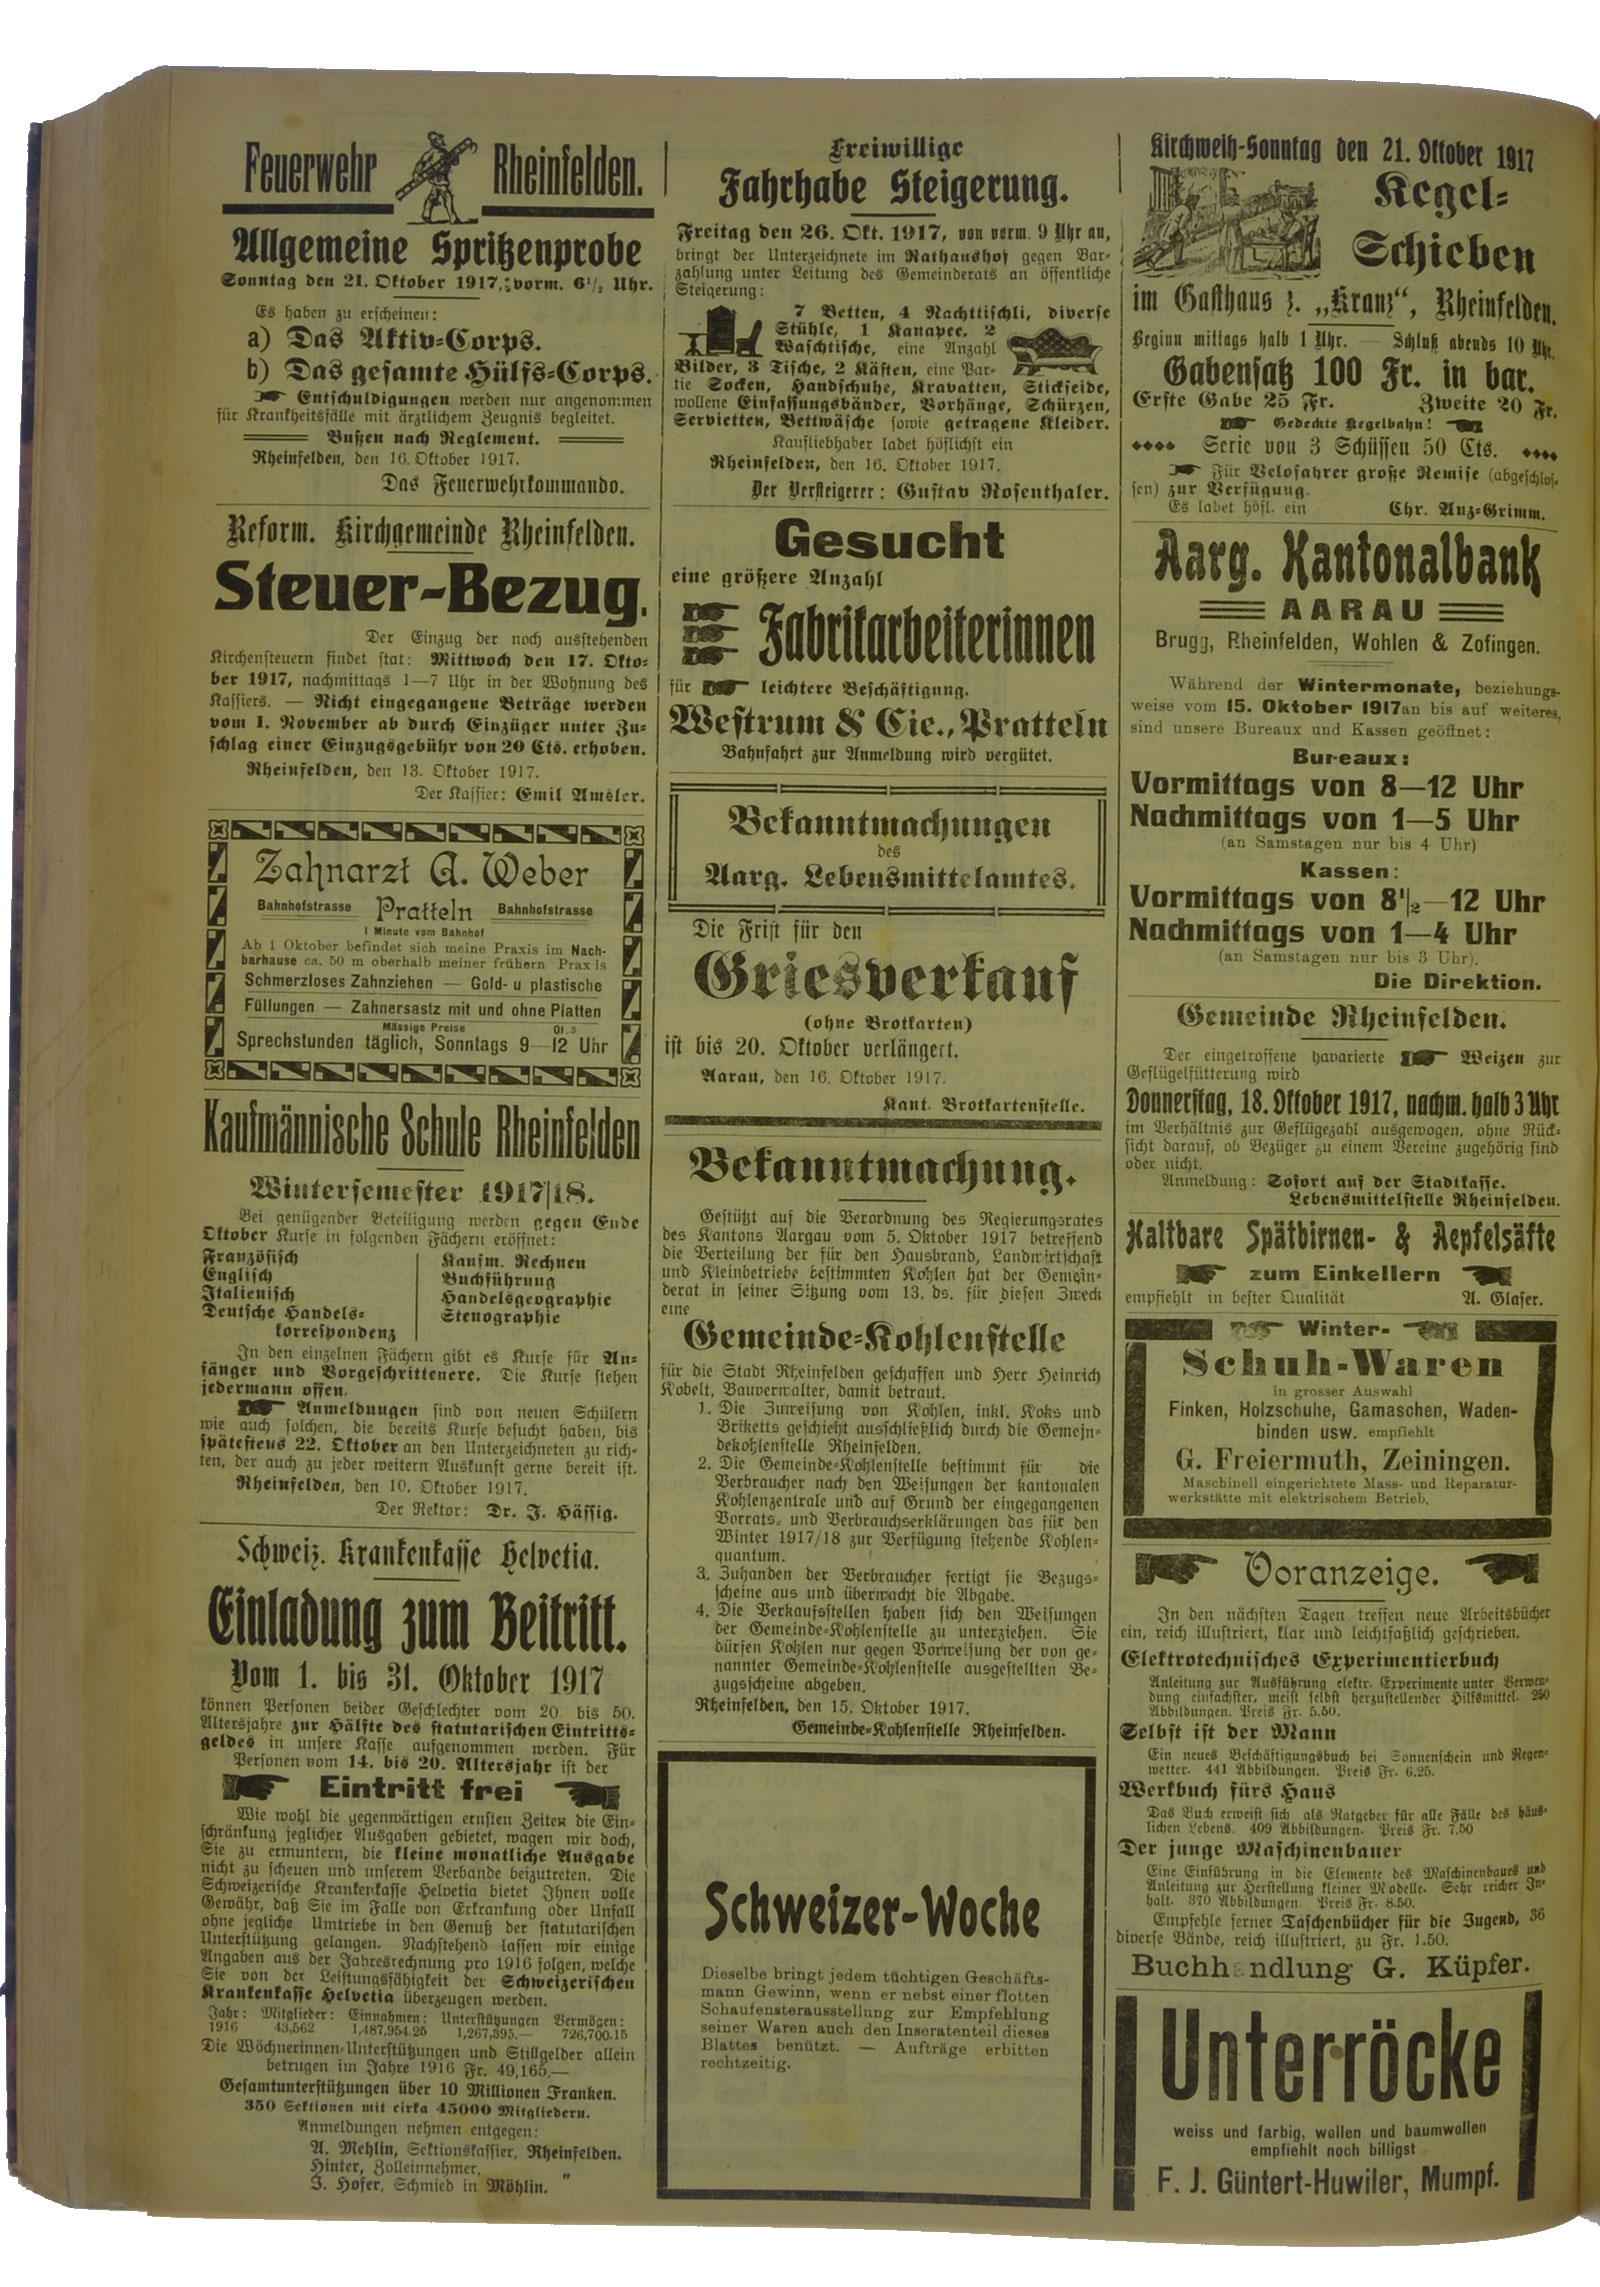 Feuerwehr Rheinfelden.
Allgemeine Spritzenprobe
Sonntag den 21. Oktober 1917, vorm. 6½ Uhr.
Es haben zu erscheinen:
a) Das Aktiv-Corps.
b) Das gesamte Hülfs-Corps.
Entschuldigungen werden nur angenommen
für Krankheitsfälle mit ärztlichem Zeugnis begleitet.
Bußen nach Reglement.
Rheinfelden, den 16. Oktober 1917.
Das Feuerwehrkommando.
Reform. Kirchgemeinde Rheinfelden.
Steuer-Bezug.
Der Einzug der noch ausstehenden
Kirchensteuern findet stat: Mittwoch den 17. Okto-
ber 1917, nachmittags 1—7 Uhr in der Wohnung des
Kassiers. — Nicht eingegangene Beträge werden
vom 1. November ab durch Einzüger unter Zu-
schlag einer Einzugsgebühr von 20 Cts. erhoben.
Rheinfelden, den 13. Oktober 1917.
Der Kassier: Emil Amsler.
Zahnarzt A. Weber
Bahnhofstrasse Pratteln Bahnhofstrasse
1 Minute vom Bahnhof
Ab 1 Oktober befindet sich meine Praxis im Nach-
barhause ca. 50 m oberhalb meiner frühern Praxis
Schmerzloses Zahnziehen — Gold- u plastische
Füllungen — Zahnersastz mit und ohne Platten
Mässige Preise Ol. 3
Sprechstunden täglich, Sonntags 9—12 Uhr
Kaufmännische Schule Rheinfelden
Wintersemester 1917/18.
Bei genügender Beteiligung werden gegen Ende
Oktober Kurse in folgenden Fächern eröffnet:
Französisch
Englisch
Italienisch
Deutsche Handels-
korrespondenz
Kaufm. Rechnen
Buchführung
Handelsgeographie
Stenographie
In den einzelnen Fächern gibt es Kurse für An-
fänger und Vorgeschrittenere. Die Kurse stehen
jedermann offen.
Anmeldungen sind von neuen Schülern
wie auch solchen, die bereits Kurse besucht haben, bis
spätestens 22. Oktober an den Unterzeichneten zu rich-
ten, der auch zu jeder weitern Auskunft gerne bereit ist.
Rheinfelden, den 10. Oktober 1917.
Der Rektor: Dr. J. Hässig.
Schweiz. Krankenkasse Helvetia.
Einladung zum Beitritt.
Vom 1. bis 31. Oktober 1917
können Personen beider Geschlechter vom 20. bis 50.
Altersjahre zur Hälfte des statutarischen Eintritts-
geldes in unsere Kasse aufgenommen werden. Für
Personen vom 14. bis 20. Altersjahr ist der
Eintritt frei
Wie wohl die gegenwärtigen ernsten Zeiten die Ein-
schränkung jeglicher Ausgaben gebietet, wagen wir doch,
Sie zu ermuntern, die kleine monatliche Ausgabe
nicht zu scheuen und unserem Verbande beizutreten. Die
Schweizerische Krankenkasse Helvetia bietet Ihnen volle
Gewähr, daß Sie im Falle von Erkrankung oder Unfall
ohne jegliche Umtriebe in den Genuß der statutarischen
Unterstützung gelangen. Nachstehend lassen wir einige
Angaben aus der Jahresrechnung pro 1916 folgen, welche
Sie von der Leistungsfähigkeit der Schweizerischen
Krankenkasse Helvetia überzeugen werden.
Jahr: Mitglieder: Einnahmen: Unterstützungen Vermögen:
1916 43,562 1,487,954.25 1,267,395.— 726,700.15
Die Wöchnerinnen-Unterstützungen und Stillgelder allein
betrugen im Jahre 1916 Fr. 49,165.—
Gesamtunterstützungen über 10 Millionen Franken.
350 Sektionen mit cirka 45000 Mitgliedern.
Anmeldungen nehmen entgegen:
A. Mehlin, Sektionskassier, Rheinfelden.
Hinter, Zolleinnehmer, "
J. Hofer, Schmied in Möhlin.
Freiwillige
Fahrhabe Steigerung.
Freitag den 26. Okt. 1917, von vorm. 9 Uhr an,
bringt der Unterzeichnete im Rathaushof gegen Bar-
zahlung unter Leitung des Gemeinderats an öffentliche
Steigerung:
7 Betten, 4 Nachttischli, diverse
Stühle, 1 Kanapee, 2
Waschtische, eine Anzahl
Bilder, 3 Tische, 2 Kästen, eine Par-
tie Socken, Handschuhe, Kravatten, Stickseide,
wollene Einfassungsbänder, Vorhänge, Schürzen,
Servietten, Bettwäsche sowie getragene Kleider.
Kaufliebhaber ladet höflichst ein
Rheinfelden, den 16. Oktober 1917.
Der Versteigerer: Gustav Rosenthaler.
Gesucht
eine größere Anzahl
Fabrikarbeiterinnen
für leichtere Beschäftigung.
Westrum & Cie., Pratteln
Bahnfahrt zur Anmeldung wird vergütet.
Bekanntmachungen
des
Aarg. Lebensmittelamtes.
Die Frist für den
Griesverkauf
(ohne Brotkarten)
ist bis 20. Oktober verlängert.
Aarau, den 16. Oktober 1917.
Kant. Brotkartenstelle.
Bekanntmachung.
Gestützt auf die Verordnung des Regierungsrates
des Kantons Aargau vom 5. Oktober 1917 betreffend
die Verteilung der für den Hausbrand, Landwirtschaft
und Kleinbetriebe bestimmten Kohlen hat der Gemein-
derat in seiner Sitzung vom 13. ds. für diesen Zweck
eine
Gemeinde-Kohlenstelle
für die Stadt Rheinfelden geschaffen und Herr Heinrich
Kobelt, Bauverwalter, damit betraut.
1. Die Zuweisung von Kohlen, inkl. Koks und
Briketts geschieht ausschließlich durch die Gemein-
dekohlenstelle Rheinfelden.
2. Die Gemeinde-Kohlenstelle bestimmt für die
Verbraucher nach den Weisungen der kantonalen
Kohlenzentrale und auf Grund der eingegangenen
Vorrats- und Verbrauchserklärungen das für den
Winter 1917/18 zur Verfügung stehende Kohlen-
quantum.
3. Zuhanden der Verbraucher fertigt sie Bezugs-
scheine aus und überwacht die Abgabe.
4. Die Verkaufsstellen haben sich den Weisungen
der Gemeinde-Kohlenstelle zu unterziehen. Sie
dürfen Kohlen nur gegen Vorweisung der von ge-
nannter Gemeinde-Kohlenstelle ausgestellten Be-
zugsscheine abgeben.
Rheinfelden, den 15. Oktober 1917.
Gemeinde-Kohlenstelle Rheinfelden.
Schweizer-Woche
Dieselbe bringt jedem tüchtigen Geschäfts-
mann Gewinn, wenn er nebst einer flotten
Schaufensterausstellung zur Empfehlung
seiner Waren auch den Inseratenteil dieses
Blattes benützt. — Aufträge erbitten
rechtzeitig.
Kirchweih-Sonntag den 21. Oktober 1917
Kegel-
Schieben
im Gasthaus z. „Kranz“, Rheinfelden.
Beginn mittags halb 1 Uhr. — Schluß abends 10 Uhr.
Gabensatz 100 Fr. in bar.
Erste Gabe 25 Fr. Zweite 20 Fr.
Gedeckte Kegelbahn!
Serie von 3 Schüssen 50 Cts.
Für Velofahrer große Remise (abgeschlos-
sen) zur Verfügung.
Es ladet höfl. ein Chr. Anz-Grimm.
Aarg. Kantonalbank
AARAU
Brugg, Rheinfelden, Wohlen & Zofingen.
Während der Wintermonate, beziehungs-
weise vom 15. Oktober 1917 an bis auf weiteres,
sind unsere Bureaux und Kassen geöffnet:
Bureaux:
Vormittags von 8—12 Uhr
Nachmittags von 1—5 Uhr
(an Samstagen nur bis 4 Uhr)
Kassen:
Vormittags von 8½—12 Uhr
Nachmittags von 1—4 Uhr
(an Samstagen nur bis 3 Uhr).
Die Direktion.
Gemeinde Rheinfelden.
Der eingetroffene havarierte Weizen zur
Geflügelfütterung wird
Donnerstag, 18. Oktober 1917, nachm. halb 3 Uhr
im Verhältnis zur Geflügezahl ausgewogen, ohne Rück-
sicht darauf, ob Bezüger zu einem Vereine zugehörig sind
oder nicht.
Anmeldung: Sofort auf der Stadtkasse.
Lebensmittelstelle Rheinfelden.
Haltbare Spätbirnen- & Aepfelsäfte
zum Einkellern
empfiehlt in bester Qualität A. Glaser.
Winter-
Schuh-Waren
in grosser Auswahl
Finken, Holzschuhe, Gamaschen, Waden-
binden usw. empfiehlt
G. Freiermuth, Zeiningen.
Maschinell eingerichtete Mass- und Reparatur-
werkstätte mit elektrischem Betrieb.
Voranzeige.
In den nächsten Tagen treffen neue Arbeitsbücher
ein, reich illustriert, klar und leichtfaßlich geschrieben.
Elektrotechnisches Experimentierbuch
Anleitung zur Ausführung elektr. Experimente unter Verwen-
dung einfachster, meist selbst herzustellender Hilfsmittel. 250
Abbildungen. Preis Fr. 5.50.
Selbst ist der Mann
Ein neues Beschäftigungsbuch bei Sonnenschein und Regen-
wetter. 441 Abbildungen. Preis Fr. 6.25.
Werkbuch fürs Haus
Das Buch erweist sich als Ratgeber für alle Fälle des häus-
lichen Lebens. 409 Abbildungen. Preis Fr. 7.50
Der junge Maschinenbauer
Eine Einführung in die Elemente des Maschinenbaues und
Anleitung zur Herstellung kleiner Modelle. Sehr reicher In-
halt. 370 Abbildungen. Preis Fr. 8.50.
Empfehle ferner Taschenbücher für die Jugend, 36
diverse Bände, reich illustriert, zu Fr. 1.50.
Buchhandlung G. Küpfer.
Unterröcke
weiss und farbig, wollen und baumwollen
empfiehlt noch billigst
F. J. Güntert-Huwiler, Mumpf.